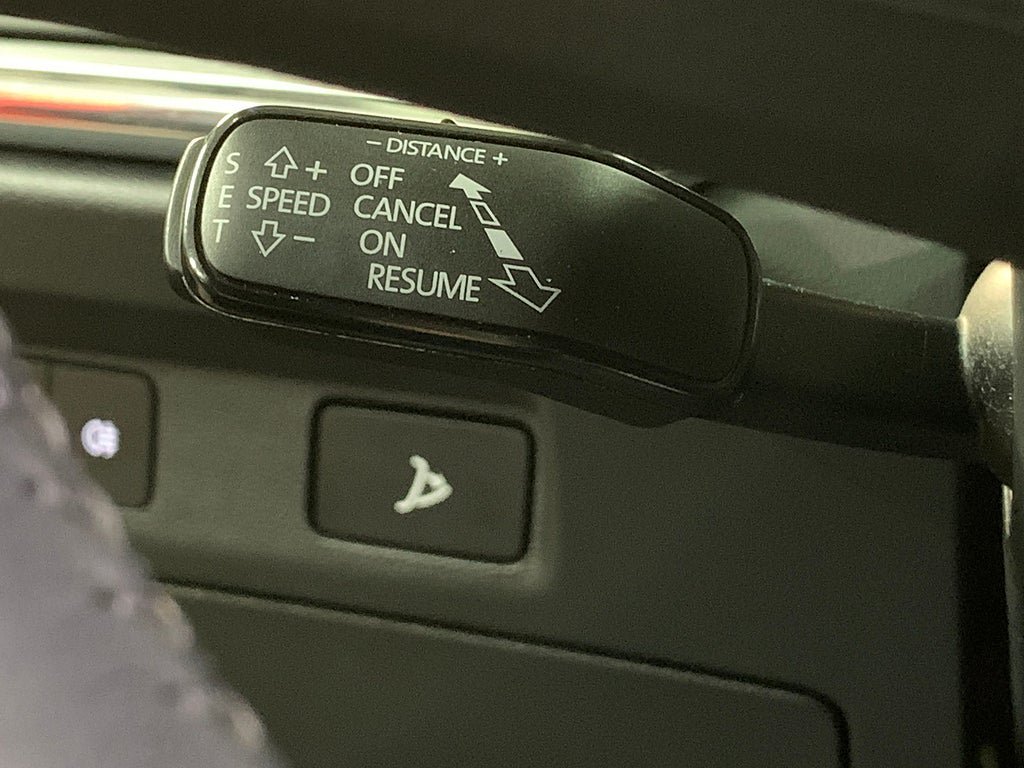 - DISTANCE +
S E T
+
SPEED
-
OFF
CANCEL
ON
RESUME